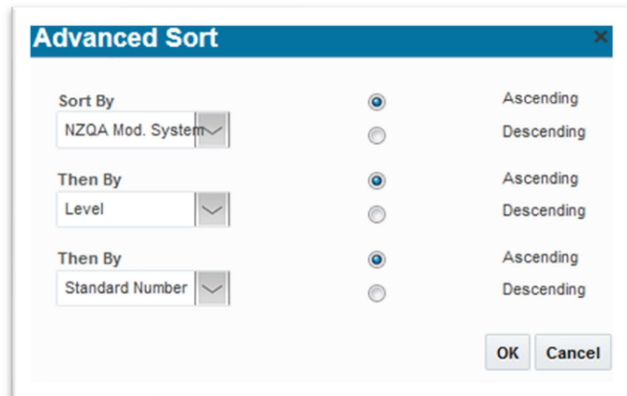 Advanced Sort
Sort By
Ascending
NZQA Mod. System
Descending
Then By
Ascending
Level
Descending
Then By
Ascending
Standard Number
Descending
OK Cancel